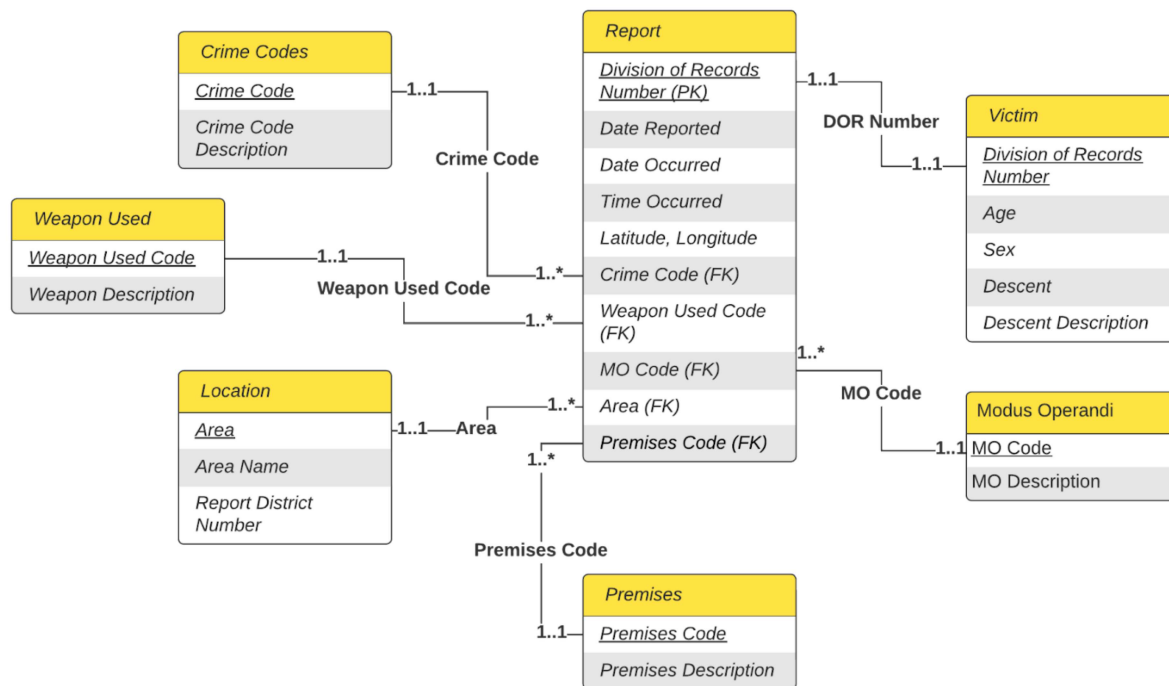 Crime Codes
Crime Code
Crime Code
Description
Weapon Used
Weapon Used Code
Weapon Description
Location
Area
Area Name
Report District
Number
Report
Division of Records
Number (PK)
Date Reported
Date Occurred
Time Occurred
Latitude, Longitude
Crime Code (FK)
Weapon Used Code
(FK)
MO Code (FK)
Area (FK)
Premises Code (FK)
Premises
Premises Code
Premises Description
Victim
Division of Records
Number
Age
Sex
Descent
Descent Description
Modus Operandi
MO Code
MO Description
1..1
Crime Code
1..*
1..1
Weapon Used Code
1..*
1..1
Area
1..*
1..*
Premises Code
1..1
1..1
DOR Number
1..1
1..*
MO Code
1..1